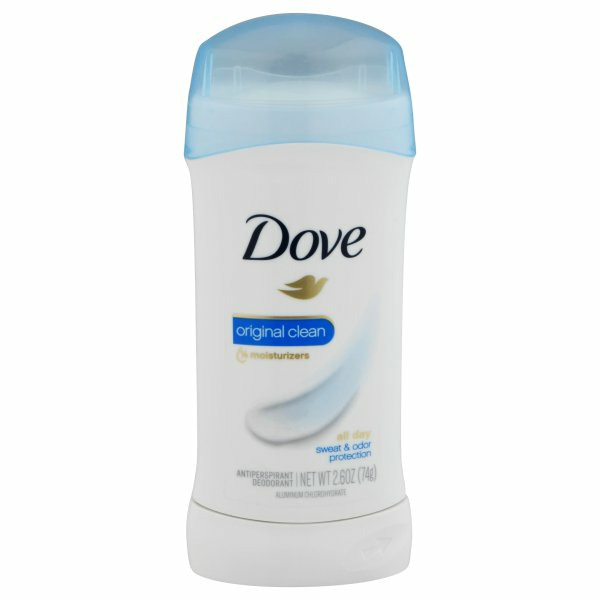 Dove
original clean
¼ moisturizers
all day
sweat & odor
protection
ANTIPERSPIRANT
DEODORANT
NET WT 2.6OZ (74g)
ALUMINUM CHLOROHYDRATE